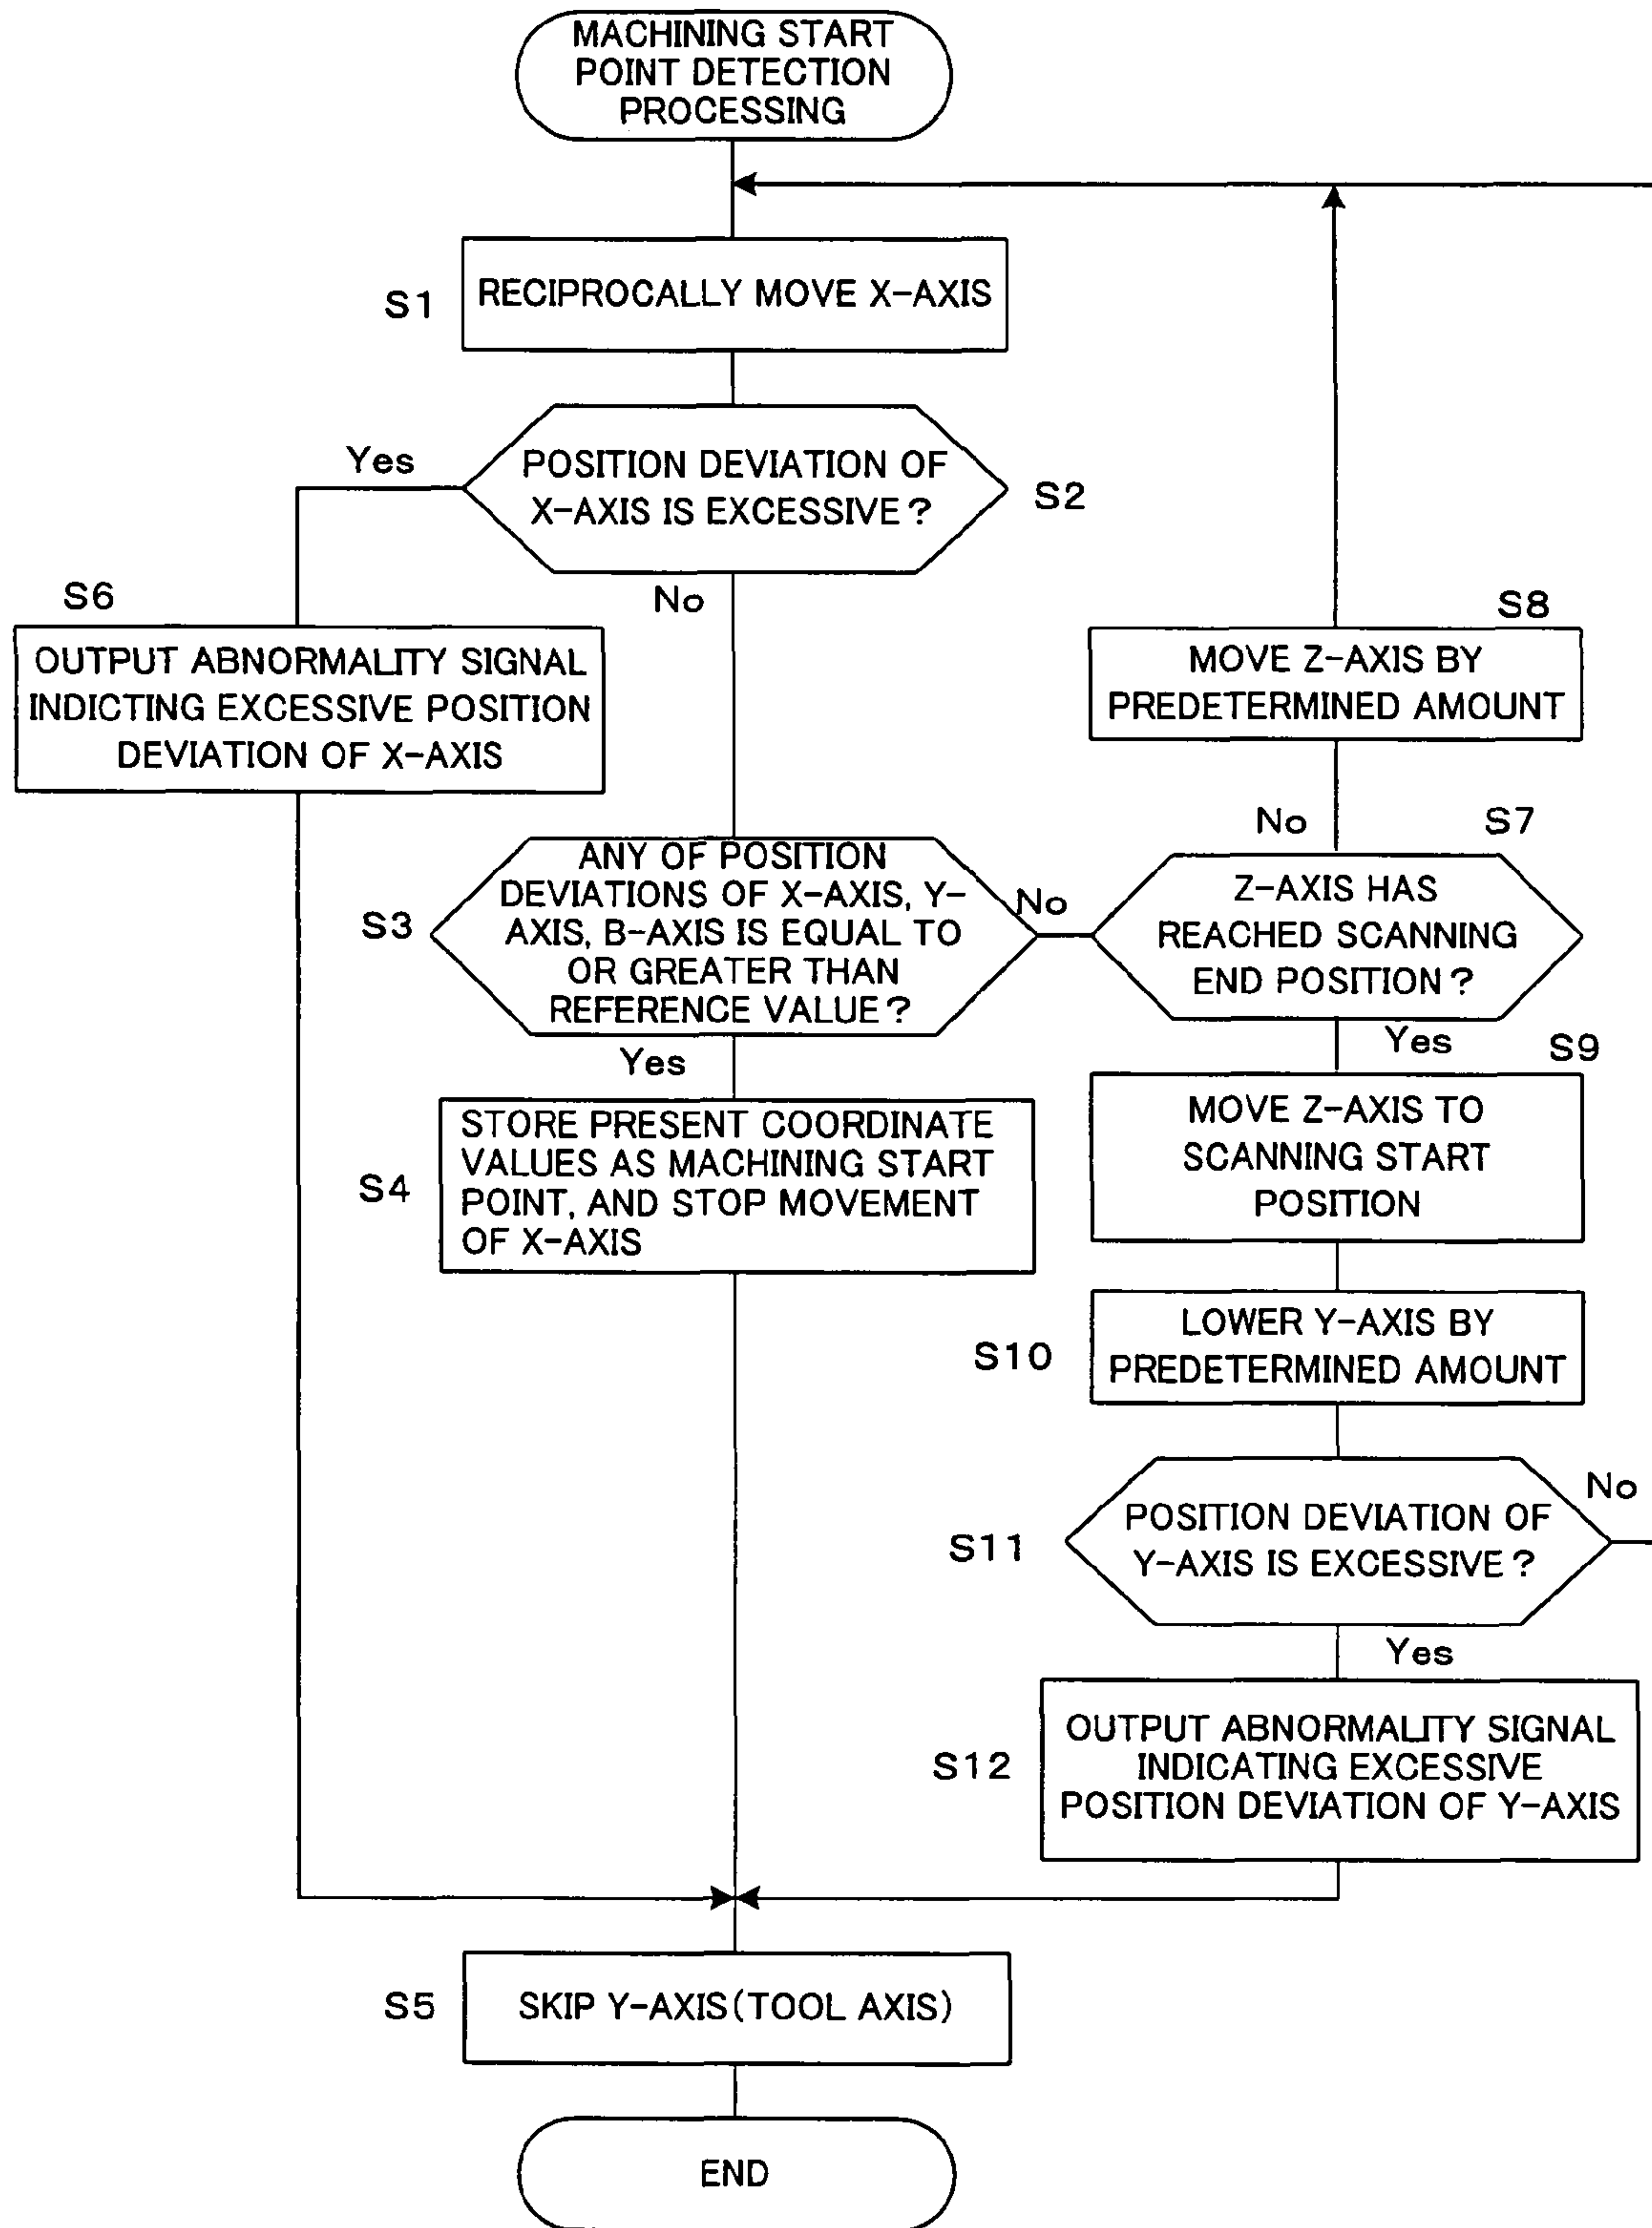 MACHINING START
POINT DETECTION
PROCESSING
S1
RECIPROCALLY MOVE X-AXIS
Yes
POSITION DEVIATION OF
X-AXIS IS EXCESSIVE?
S2
No
S6
OUTPUT ABNORMALITY SIGNAL
INDICTING EXCESSIVE POSITION
DEVIATION OF X-AXIS
S8
MOVE Z-AXIS BY
PREDETERMINED AMOUNT
No
S7
S3
ANY OF POSITION
DEVIATIONS OF X-AXIS, Y-
AXIS, B-AXIS IS EQUAL TO
OR GREATER THAN
REFERENCE VALUE?
No
Z-AXIS HAS
REACHED SCANNING
END POSITION?
Yes
Yes
S9
S4
STORE PRESENT COORDINATE
VALUES AS MACHINING START
POINT, AND STOP MOVEMENT
OF X-AXIS
MOVE Z-AXIS TO
SCANNING START
POSITION
S10
LOWER Y-AXIS BY
PREDETERMINED AMOUNT
No
S11
POSITION DEVIATION OF
Y-AXIS IS EXCESSIVE?
Yes
S12
OUTPUT ABNORMALITY SIGNAL
INDICATING EXCESSIVE
POSITION DEVIATION OF Y-AXIS
S5
SKIP Y-AXIS(TOOL AXIS)
END